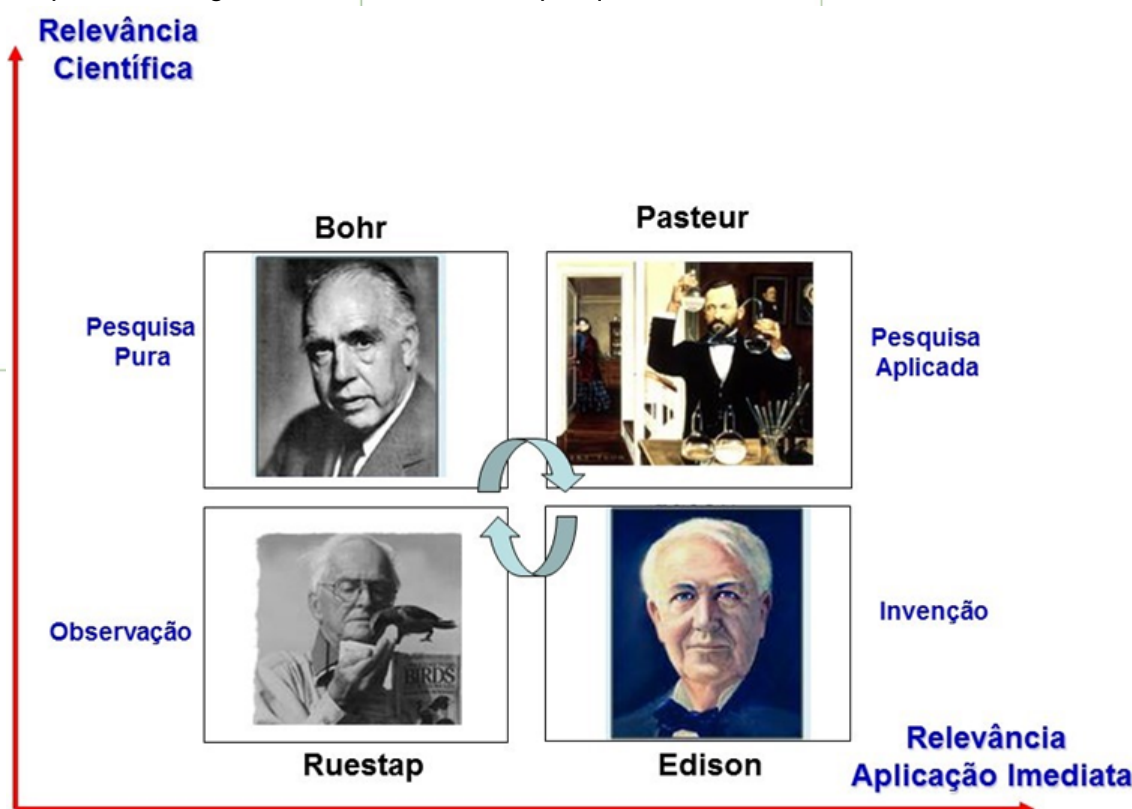 Relevância
Científica
Bohr
Pasteur
Pesquisa
Pura
Pesquisa
Aplicada
Observação
BIRDS
Invenção
Ruestap
Edison
Relevância
Aplicação Imediata